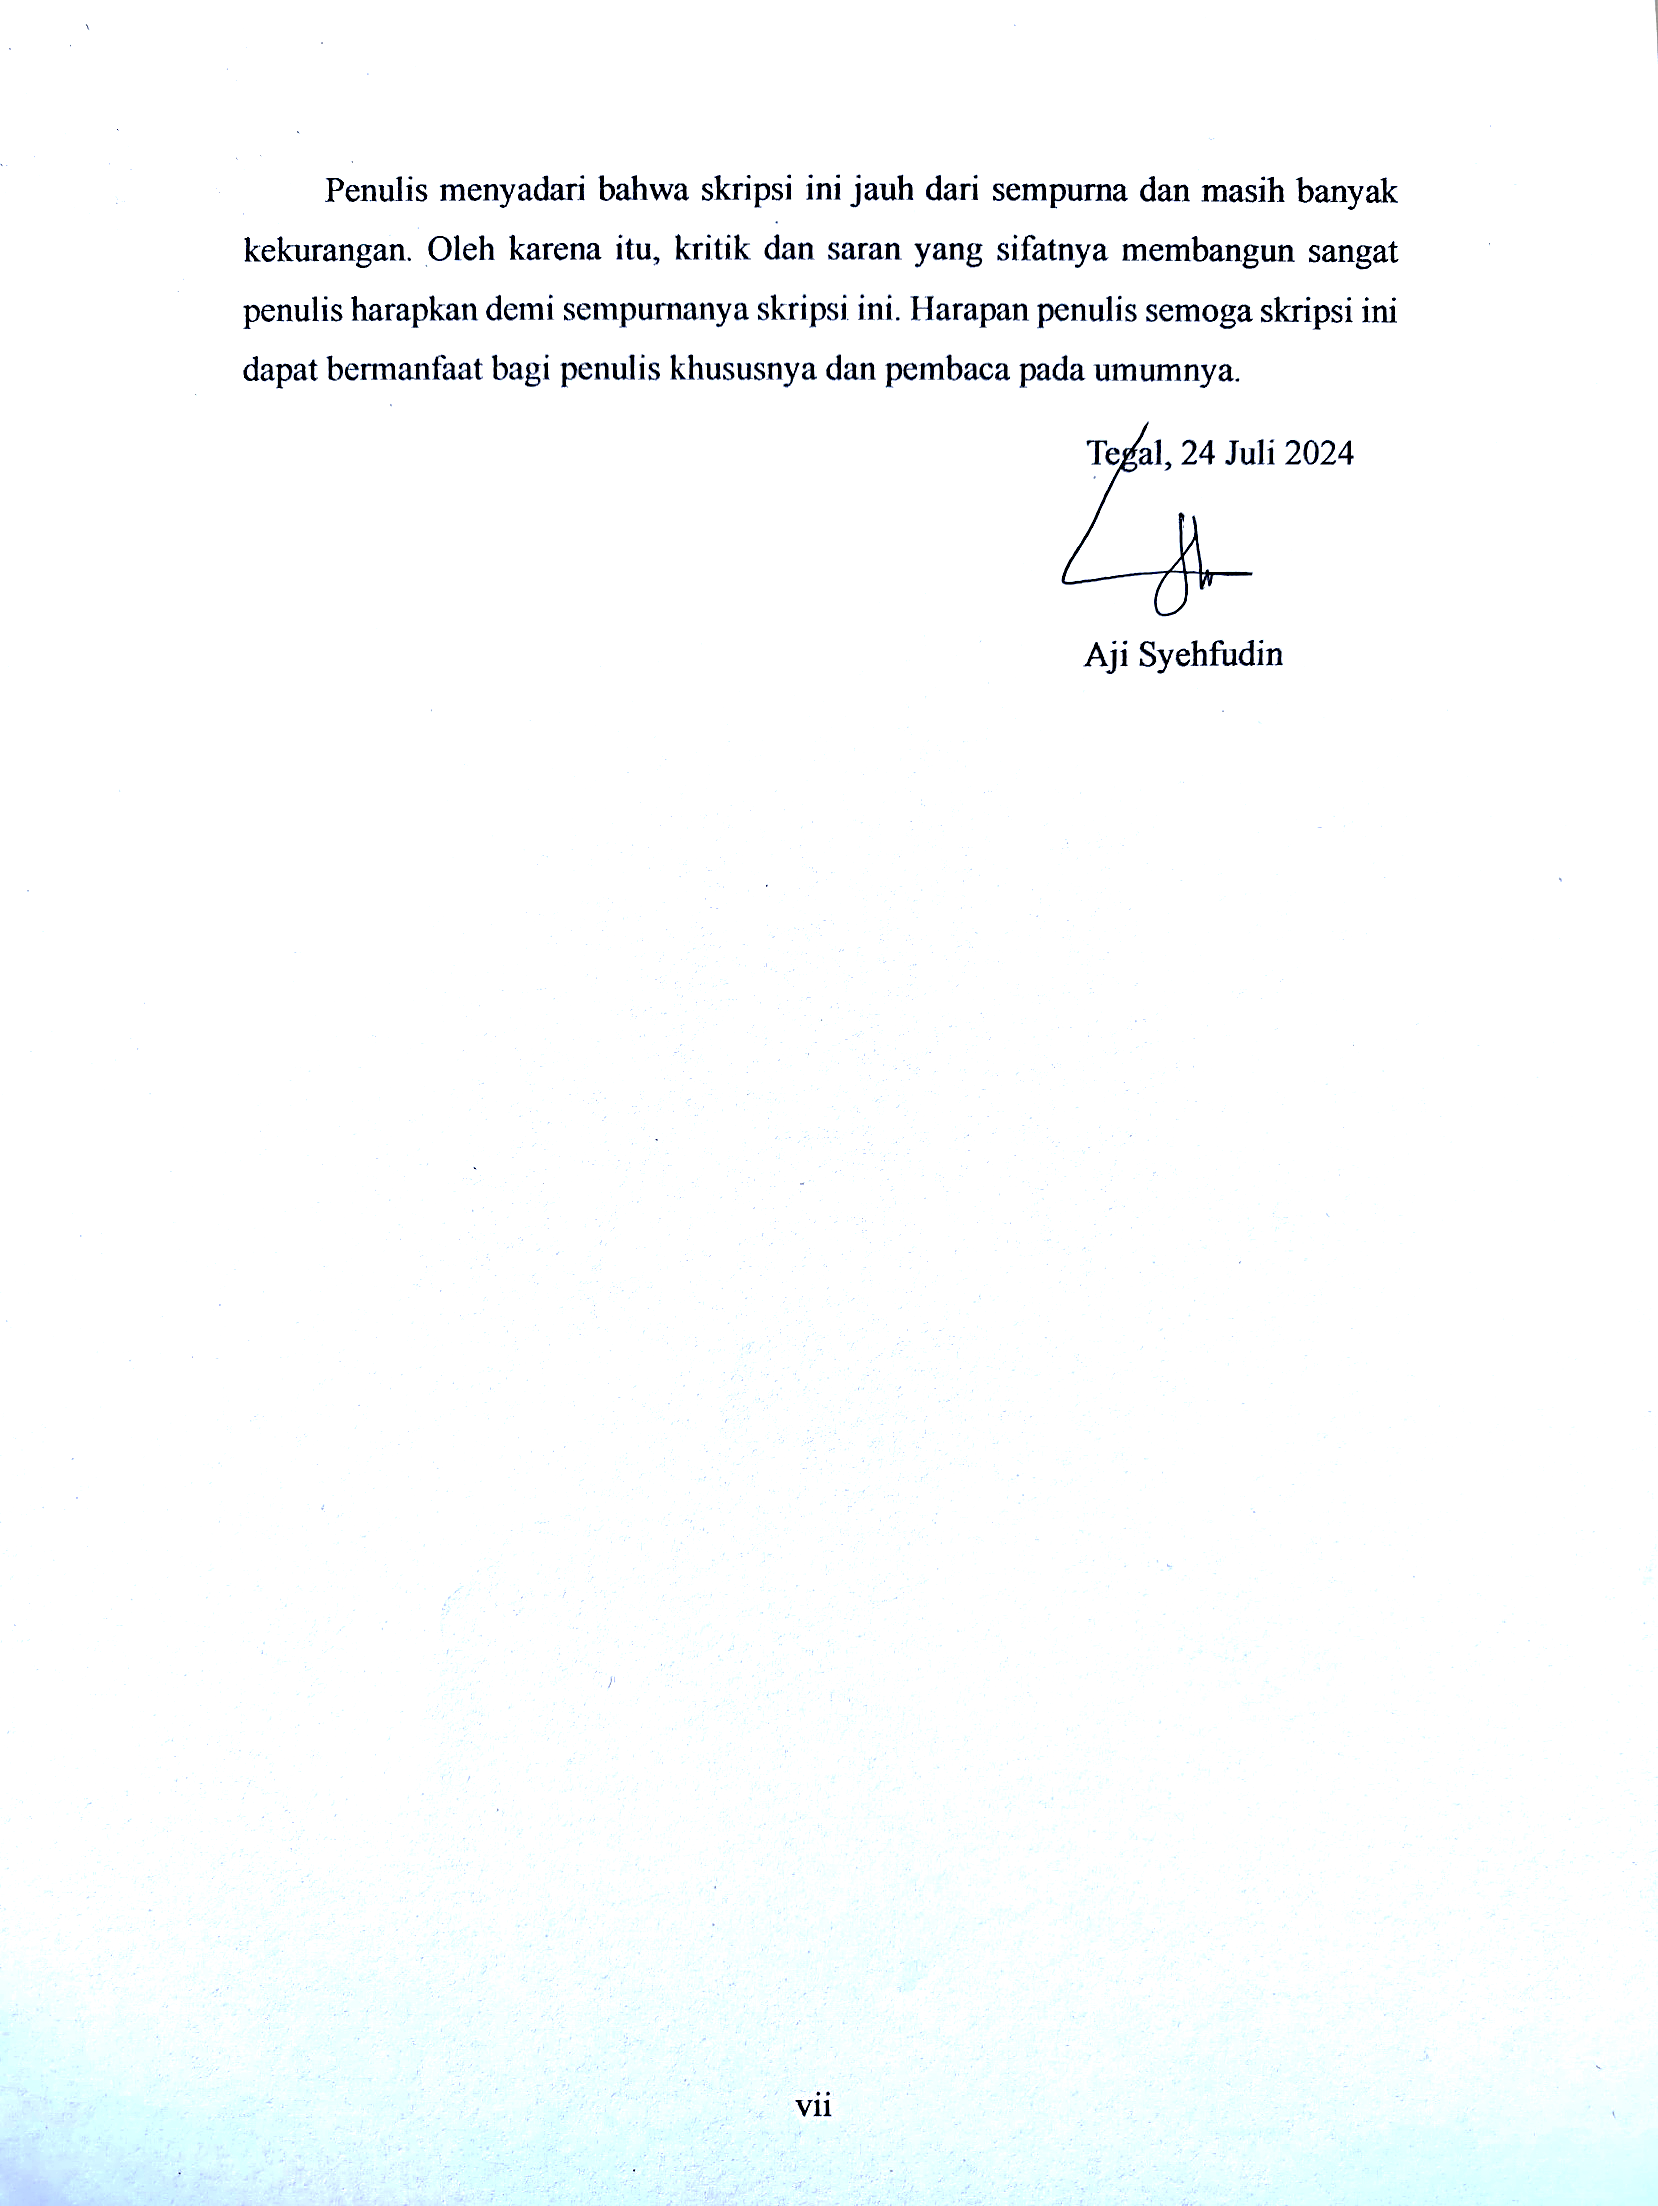 Penulis menyadari bahwa skripsi ini jauh dari sempurna dan masih banyak
kekurangan. Oleh karena itu, kritik dan saran yang sifatnya membangun sangat
penulis harapkan demi sempurnanya skripsi ini. Harapan penulis semoga skripsi ini
dapat bermanfaat bagi penulis khususnya dan pembaca pada umumnya.
Tegal, 24 Juli 2024
Aji Syehfudin
vii